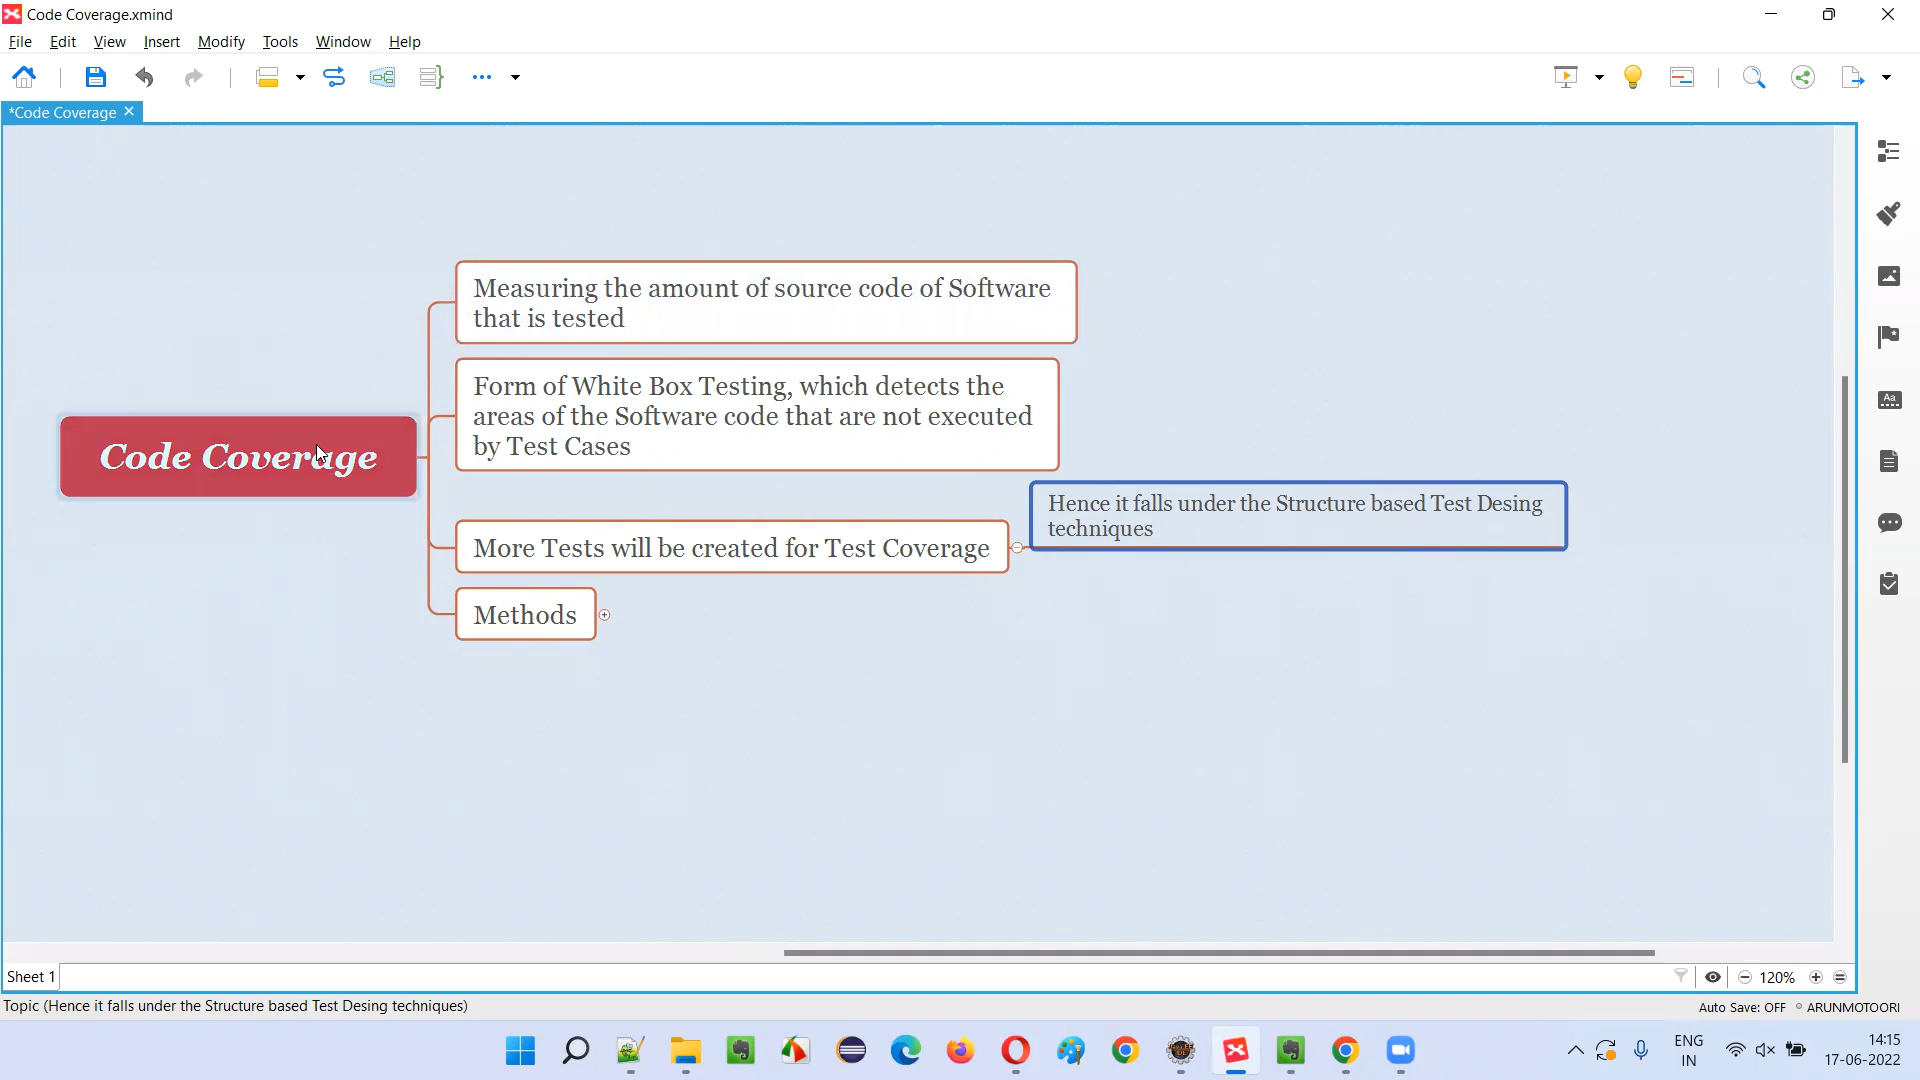 Code Coverage.xmind
File Edit View Insert Modify Tools Window Help
*Code Coverage
Measuring the amount of source code of Software
that is tested
Form of White Box Testing, which detects the
areas of the Software code that are not executed
by Test Cases
Code Coverage
Hence it falls under the Structure based Test Desing
techniques
More Tests will be created for Test Coverage
Methods
Aa
Sheet 1
120%
Topic (Hence it falls under the Structure based Test Desing techniques)
Auto Save: OFF
ARUNMOTOORI
ENG
IN
14:15
17-06-2022